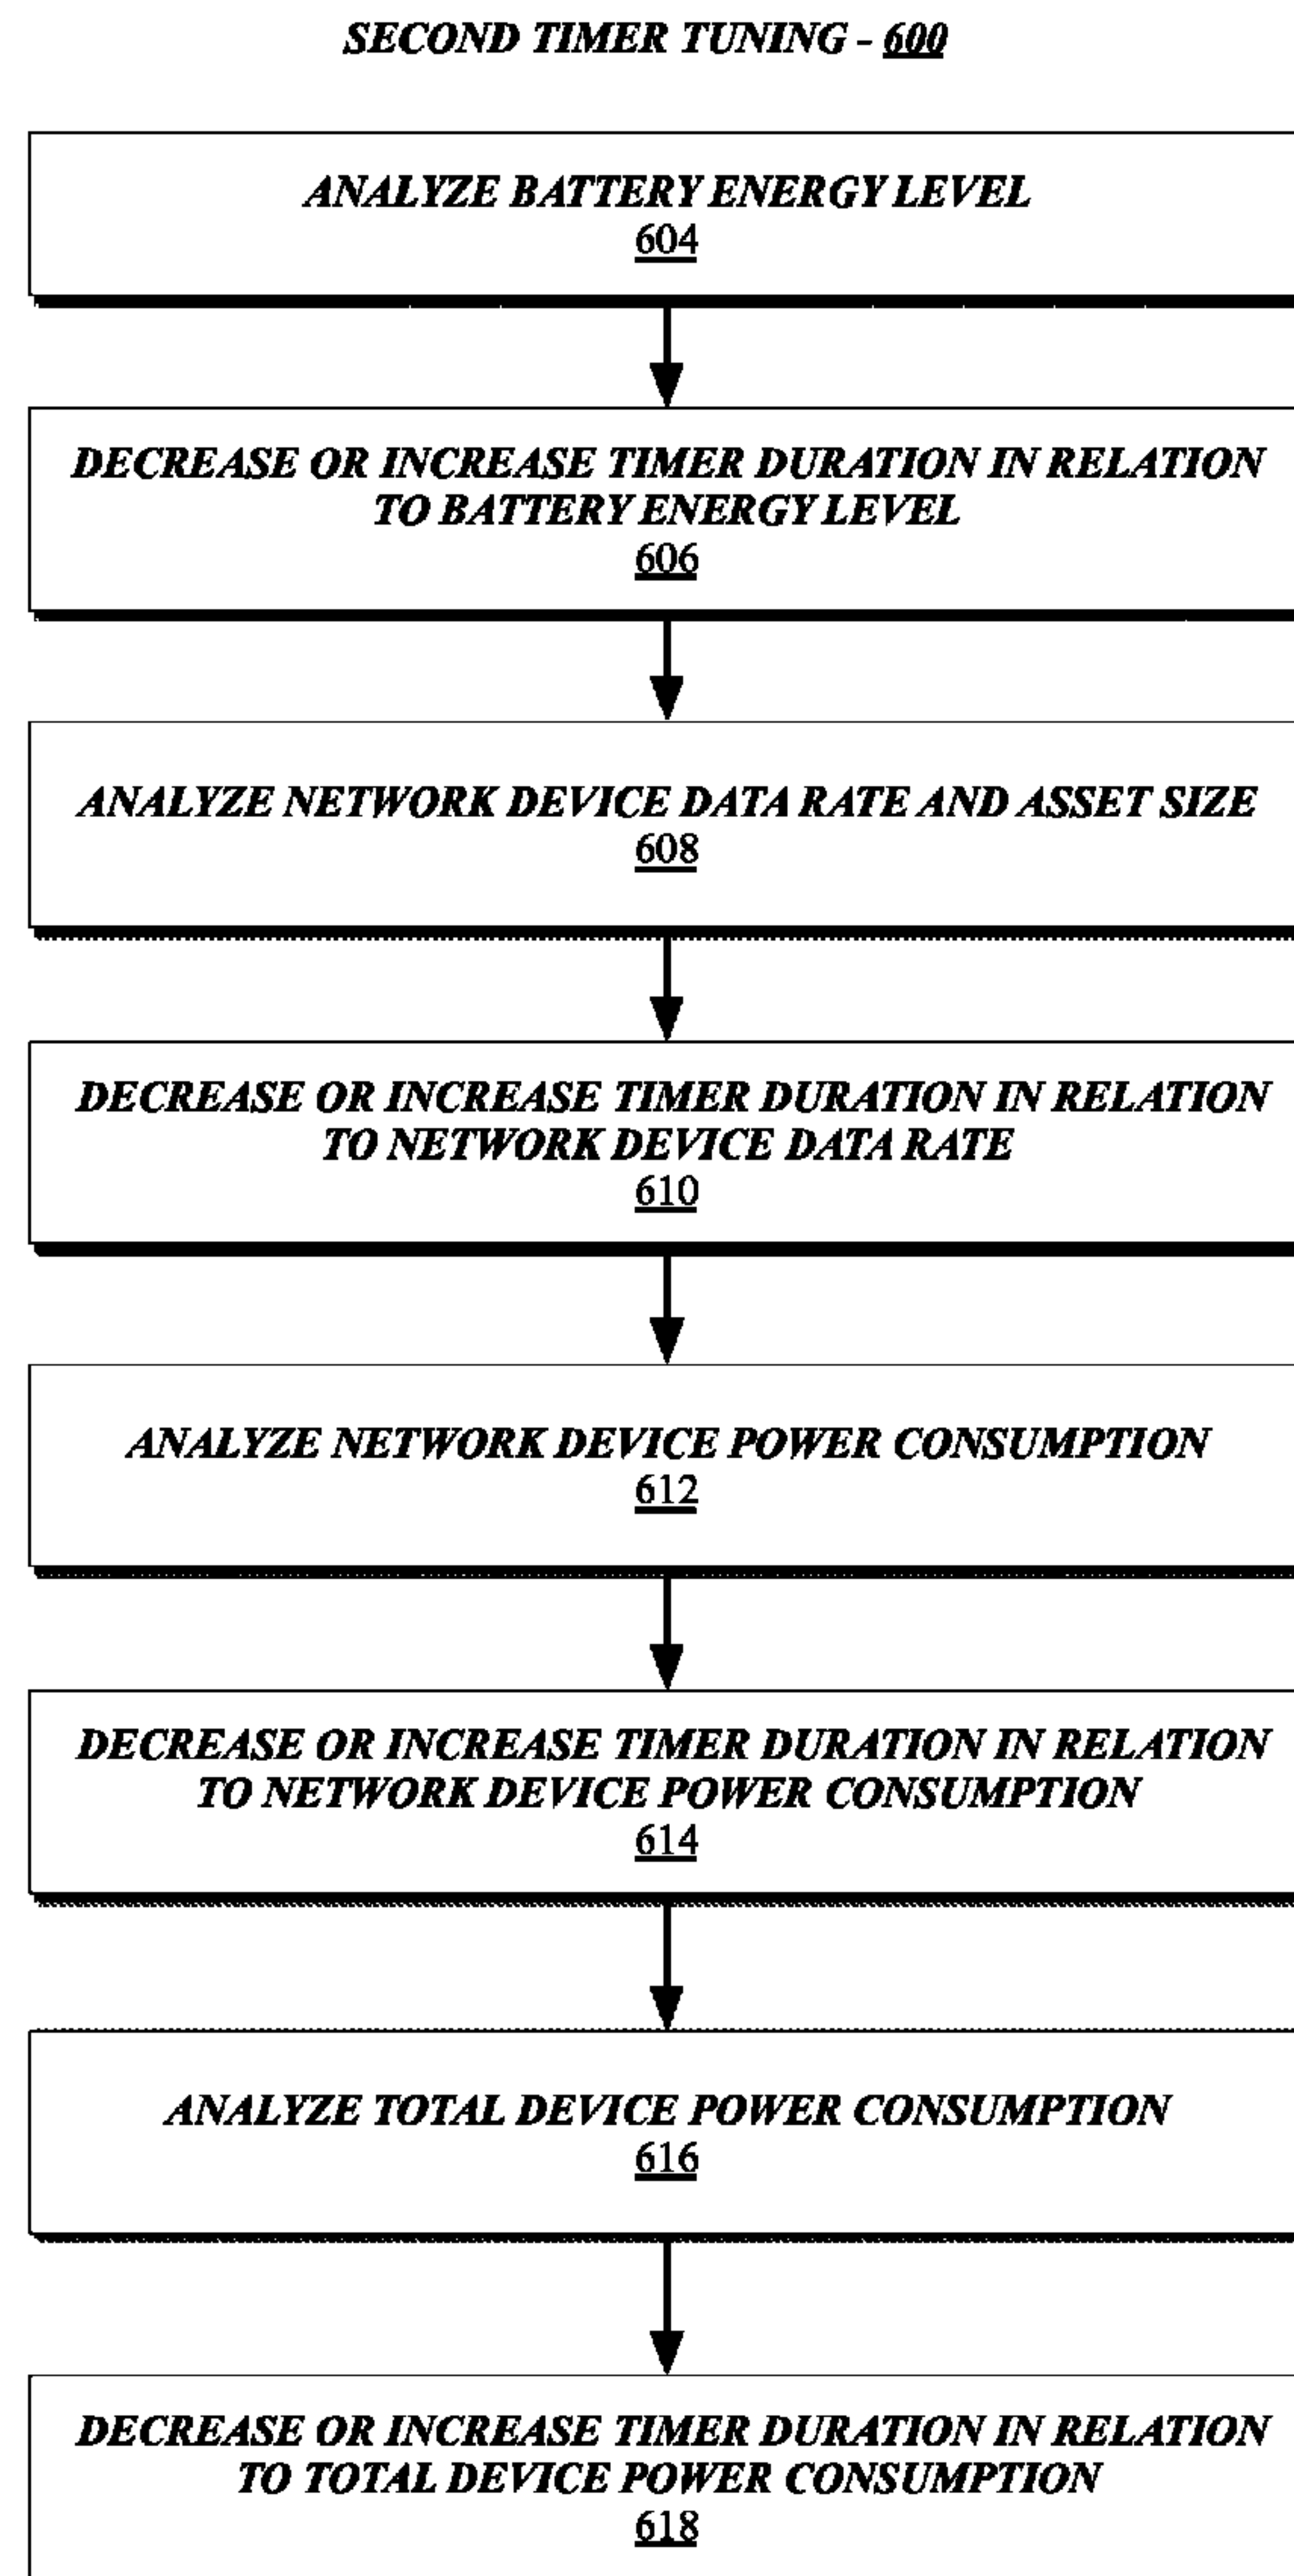 SECOND TIMER TUNING - 600
ANALYZE BATTERY ENERGY LEVEL
604
DECREASE OR INCREASE TIMER DURATION IN RELATION
TO BATTERY ENERGY LEVEL
606
ANALYZE NETWORK DEVICE DATA RATE AND ASSET SIZE
608
DECREASE OR INCREASE TIMER DURATION IN RELATION
TO NETWORK DEVICE DATA RATE
610
ANALYZE NETWORK DEVICE POWER CONSUMPTION
612
DECREASE OR INCREASE TIMER DURATION IN RELATION
TO NETWORK DEVICE POWER CONSUMPTION
614
ANALYZE TOTAL DEVICE POWER CONSUMPTION
616
DECREASE OR INCREASE TIMER DURATION IN RELATION
TO TOTAL DEVICE POWER CONSUMPTION
618